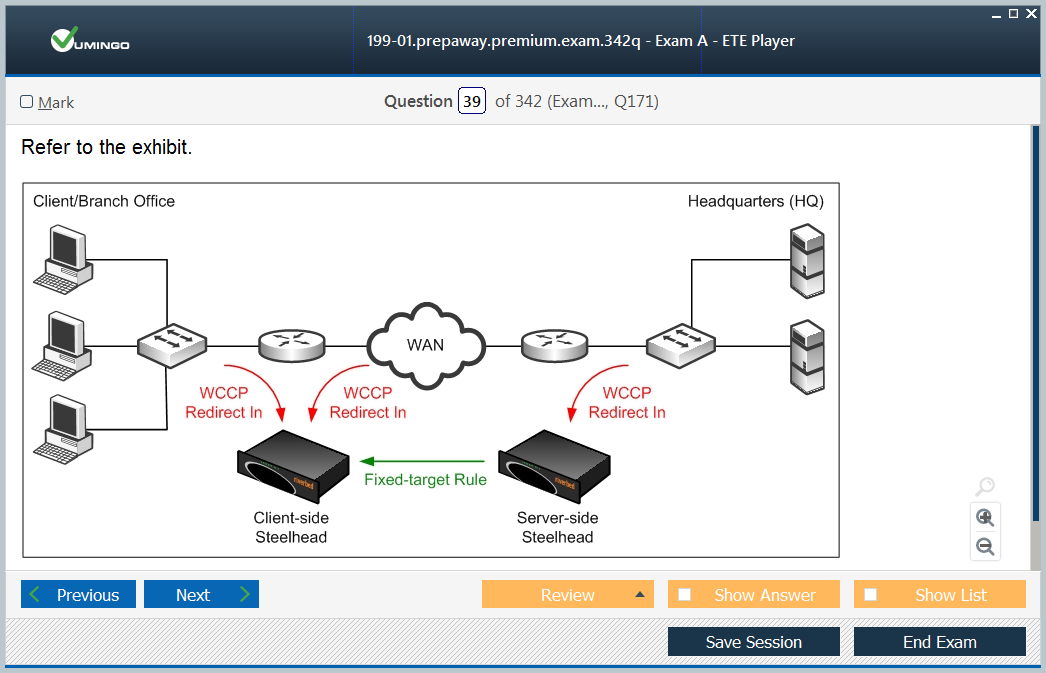 VUMINGO
199-01.prepaway.premium.exam.342q - Exam A - ETE Player
Mark
Question 39 of 342 (Exam..., Q171)
Refer to the exhibit.
Client/Branch Office
Headquarters (HQ)
WAN
WCCP
Redirect In
WCCP
Redirect In
WCCP
Redirect In
Fixed-target Rule
riverbed
riverbed
Client-side
Steelhead
Server-side
Steelhead
Previous
Next
Review
Show Answer
Show List
Save Session
End Exam